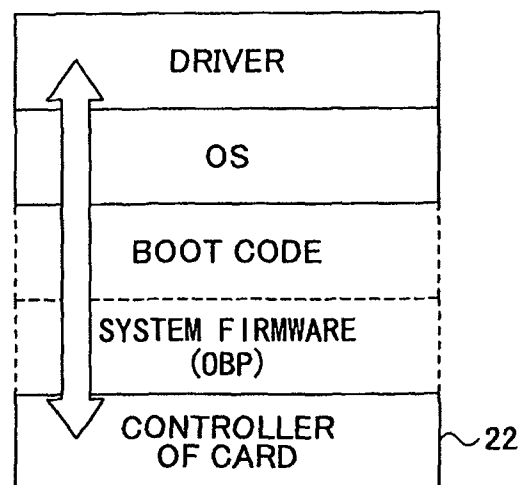 DRIVER
OS
BOOT CODE
SYSTEM FIRMWARE
(OBP)
CONTROLLER
OF CARD
22